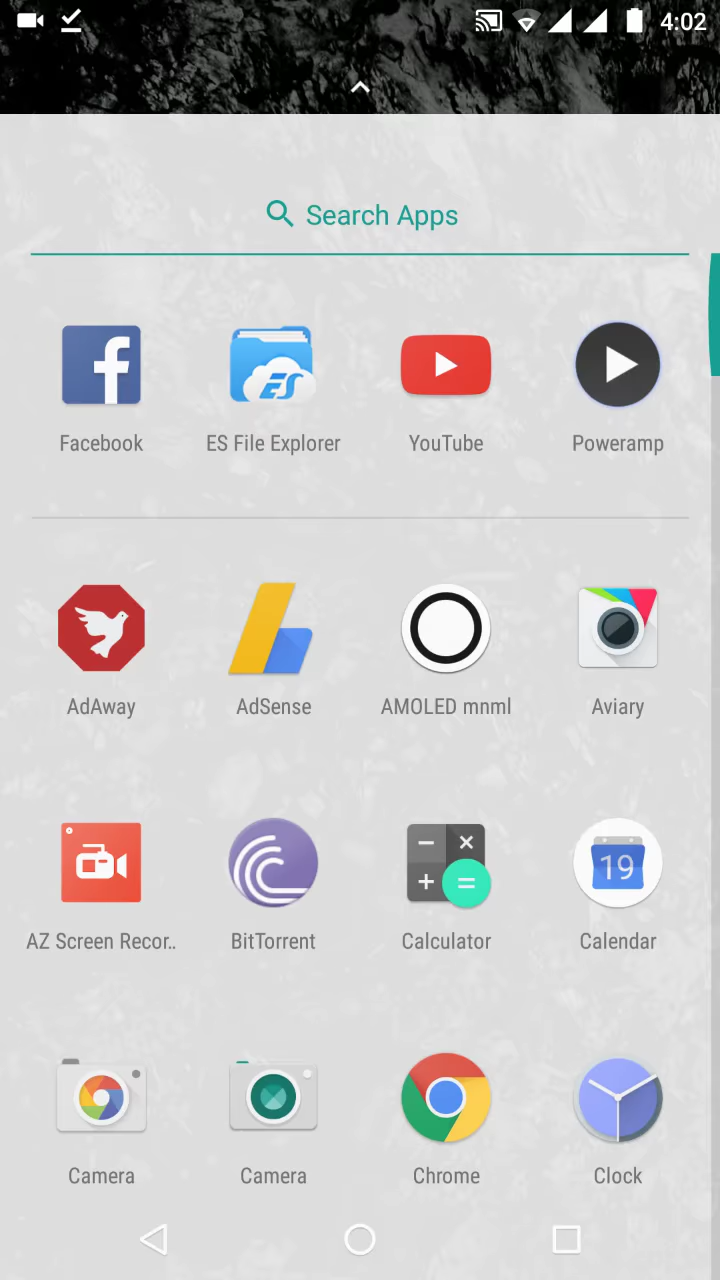 4:02
Search Apps
Facebook
ES File Explorer
YouTube
Poweramp
AdAway
AdSense
AMOLED mnml
Aviary
AZ Screen Recor..
BitTorrent
19
Calculator
Calendar
Camera
Camera
Chrome
Clock